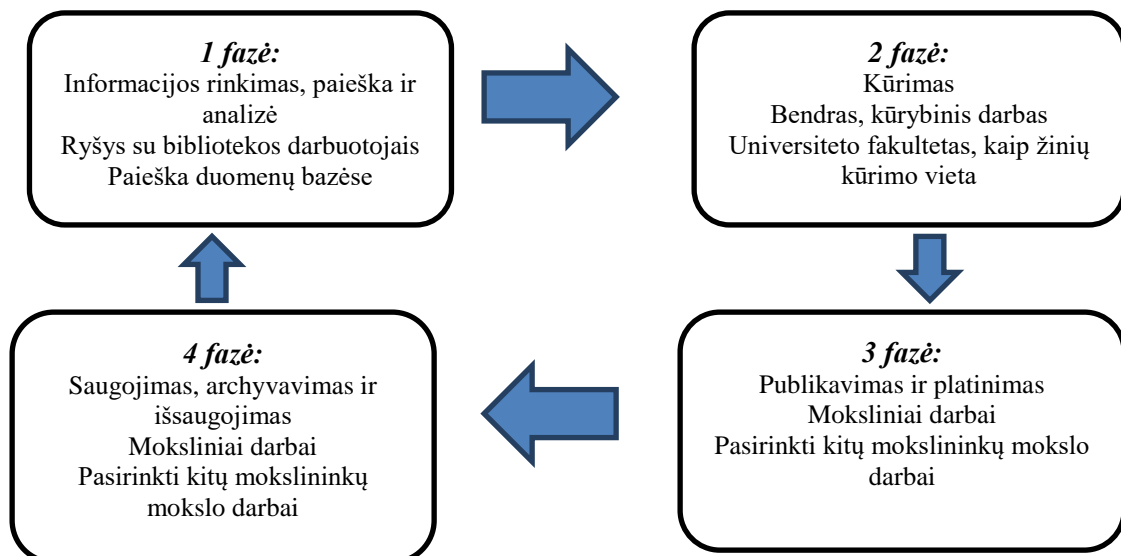 1 fazė:
Informacijos rinkimas, paieška ir
analizė
Ryšys su bibliotekos darbuotojais
Paieška duomenų bazėse
2 fazė:
Kūrimas
Bendras, kūrybinis darbas
Universiteto fakultetas, kaip žinių
kūrimo vieta
3 fazė:
Publikavimas ir platinimas
Moksliniai darbai
Pasirinkti kitų mokslininkų mokslo
darbai
4 fazė:
Saugojimas, archyvavimas ir
išsaugojimas
Moksliniai darbai
Pasirinkti kitų mokslininkų
mokslo darbai